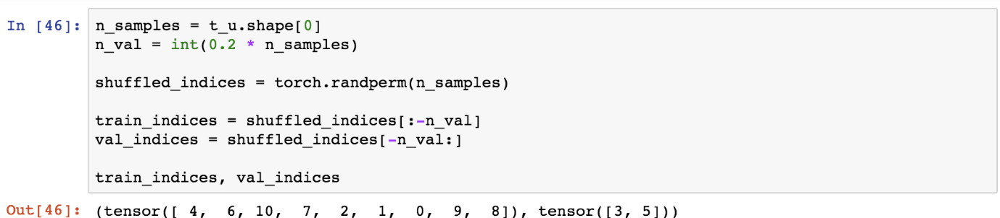 In [46]: n_samples = t_u.shape[0]
n_val = int(0.2 * n_samples)
shuffled_indices = torch.randperm(n_samples)
train_indices = shuffled_indices[:-n_val]
val_indices = shuffled_indices[-n_val:]
train_indices, val_indices
Out[46]: (tensor([ 4,  6, 10,  7,  2,  1,  0,  9,  8]), tensor([3, 5]))